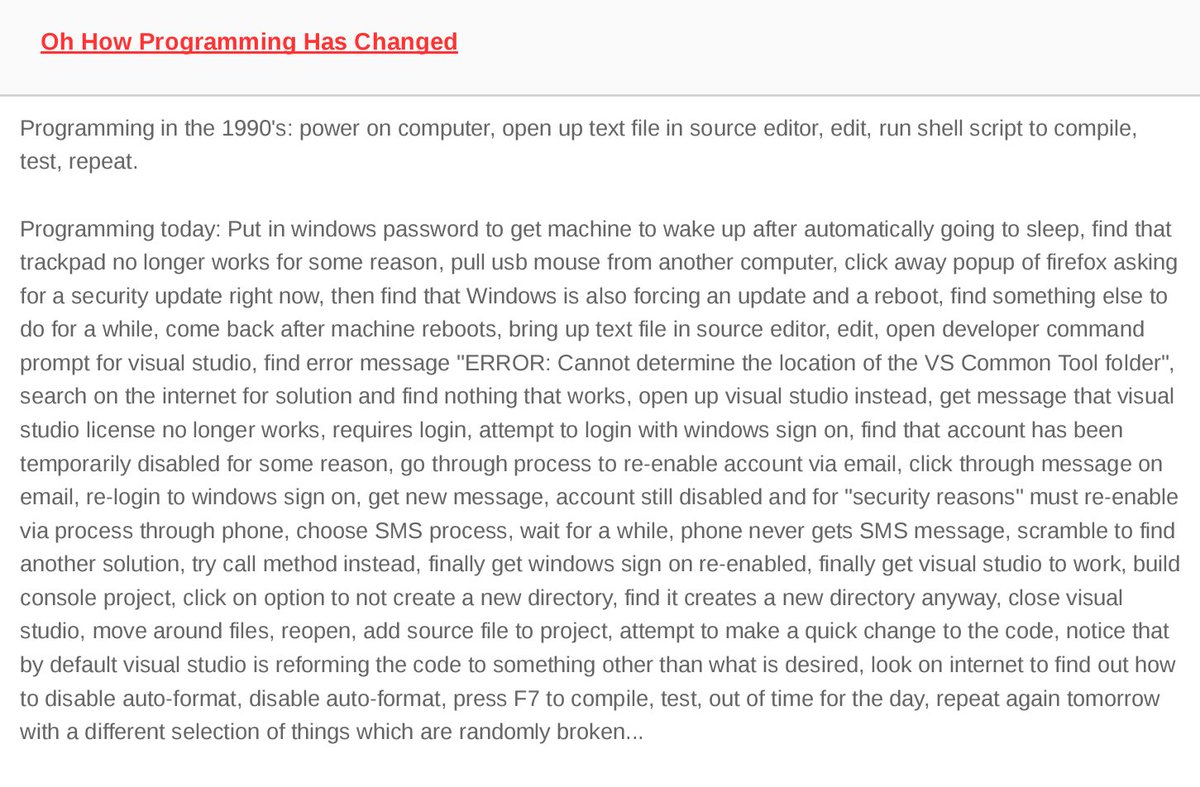 Oh How Programming Has Changed
Programming in the 1990's: power on computer, open up text file in source editor, edit, run shell script to compile,
test, repeat.
Programming today: Put in windows password to get machine to wake up after automatically going to sleep, find that
trackpad no longer works for some reason, pull usb mouse from another computer, click away popup of firefox asking
for a security update right now, then find that Windows is also forcing an update and a reboot, find something else to
do for a while, come back after machine reboots, bring up text file in source editor, edit, open developer command
prompt for visual studio, find error message "ERROR: Cannot determine the location of the VS Common Tool folder",
search on the internet for solution and find nothing that works, open up visual studio instead, get message that visual
studio license no longer works, requires login, attempt to login with windows sign on, find that account has been
temporarily disabled for some reason, go through process to re-enable account via email, click through message on
email, re-login to windows sign on, get new message, account still disabled and for "security reasons" must re-enable
via process through phone, choose SMS process, wait for a while, phone never gets SMS message, scramble to find
another solution, try call method instead, finally get windows sign on re-enabled, finally get visual studio to work, build
console project, click on option to not create a new directory, find it creates a new directory anyway, close visual
studio, move around files, reopen, add source file to project, attempt to make a quick change to the code, notice that
by default visual studio is reforming the code to something other than what is desired, look on internet to find out how
to disable auto-format, disable auto-format, press F7 to compile, test, out of time for the day, repeat again tomorrow
with a different selection of things which are randomly broken...